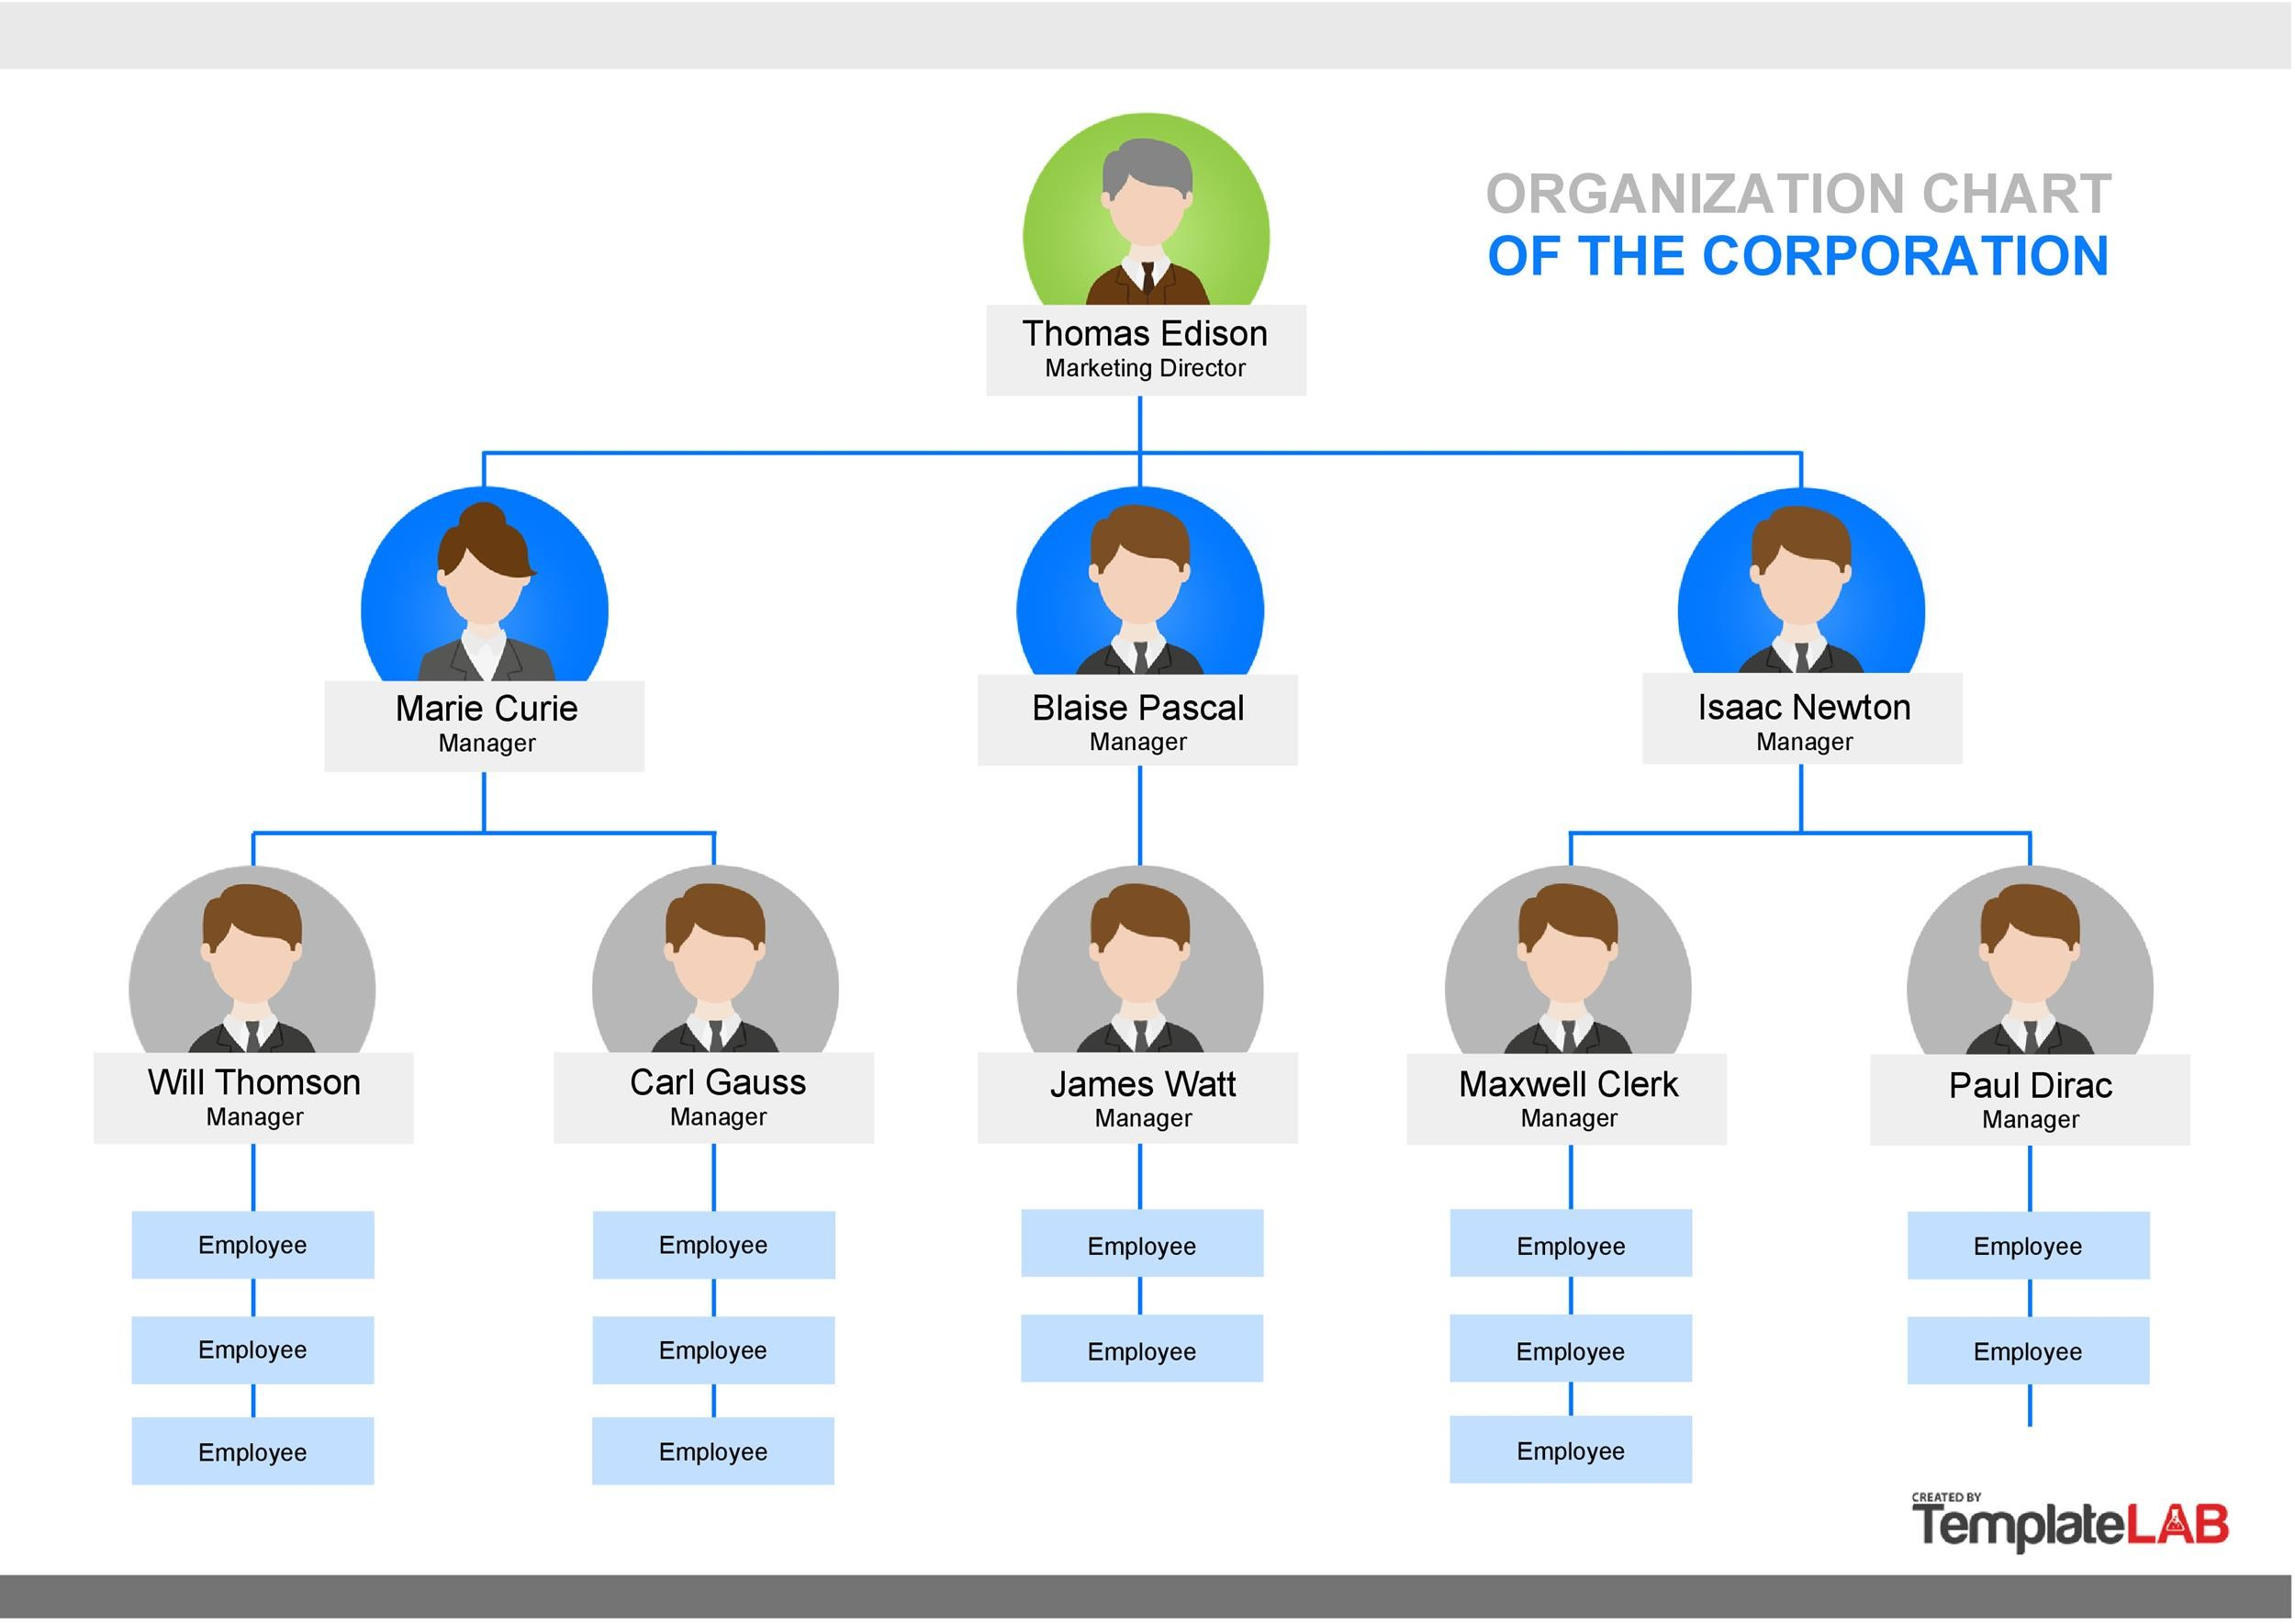 ORGANIZATION CHART
OF THE CORPORATION
Thomas Edison
Marketing Director
Marie Curie
Manager
Blaise Pascal
Manager
Isaac Newton
Manager
Will Thomson
Manager
Carl Gauss
Manager
James Watt
Manager
Maxwell Clerk
Manager
Paul Dirac
Manager
Employee
Employee
Employee
Employee
Employee
Employee
Employee
Employee
Employee
Employee
Employee
Employee
Employee
CREATED BY
TemplateLAB